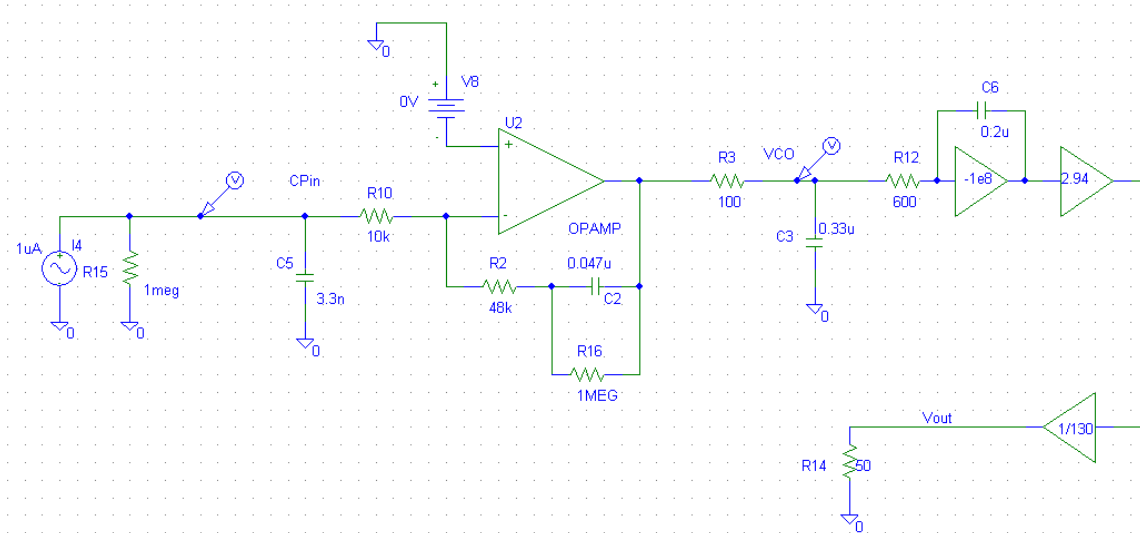 0
V8
+
0V
-
U2
+
-
OPAMP
C6
0.2u
R3
100
VCO
V
R12
600
-1e8
2.94
V
CPin
R10
10k
1uA
I4
+
R15
1meg
C5
3.3n
R2
48k
0.047u
C2
C3
0.33u
0
0
0
0
R16
1MEG
Vout
1/130
R14
50
0